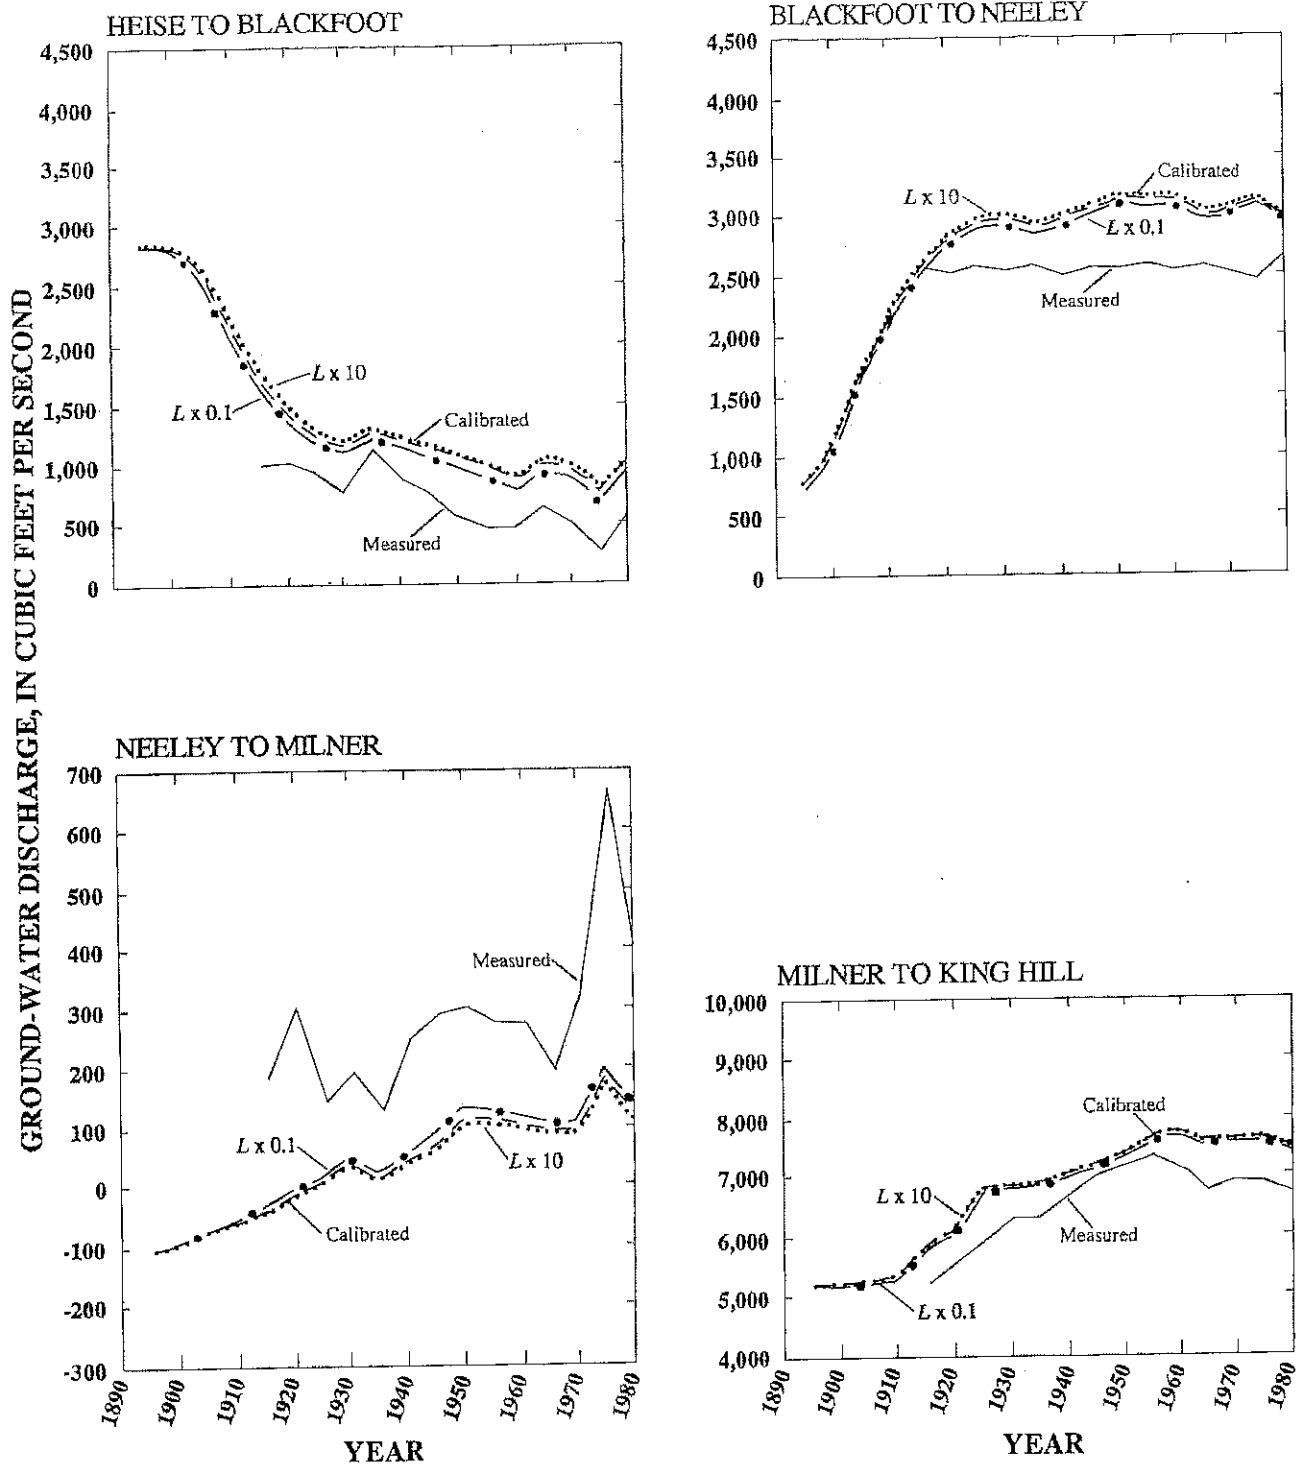 GROUND-WATER DISCHARGE, IN CUBIC FEET PER SECOND
HEISE TO BLACKFOOT
4,500
4,000
3,500
3,000
2,500
2,000
1,500
1,000
500
0
L x 10
L x 0.1
Calibrated
Measured
BLACKFOOT TO NEELEY
4,500
4,000
3,500
3,000
2,500
2,000
1,500
1,000
500
0
Calibrated
L x 10
L x 0.1
Measured
NEELEY TO MILNER
700
600
500
400
300
200
100
0
-100
-200
-300
Measured
L x 0.1
L x 10
Calibrated
1890 1900 1910 1920 1930 1940 1950 1960 1970 1980
YEAR
MILNER TO KING HILL
10,000
9,000
8,000
7,000
6,000
5,000
4,000
Calibrated
L x 10
Measured
L x 0.1
1890 1900 1910 1920 1930 1940 1950 1960 1970 1980
YEAR